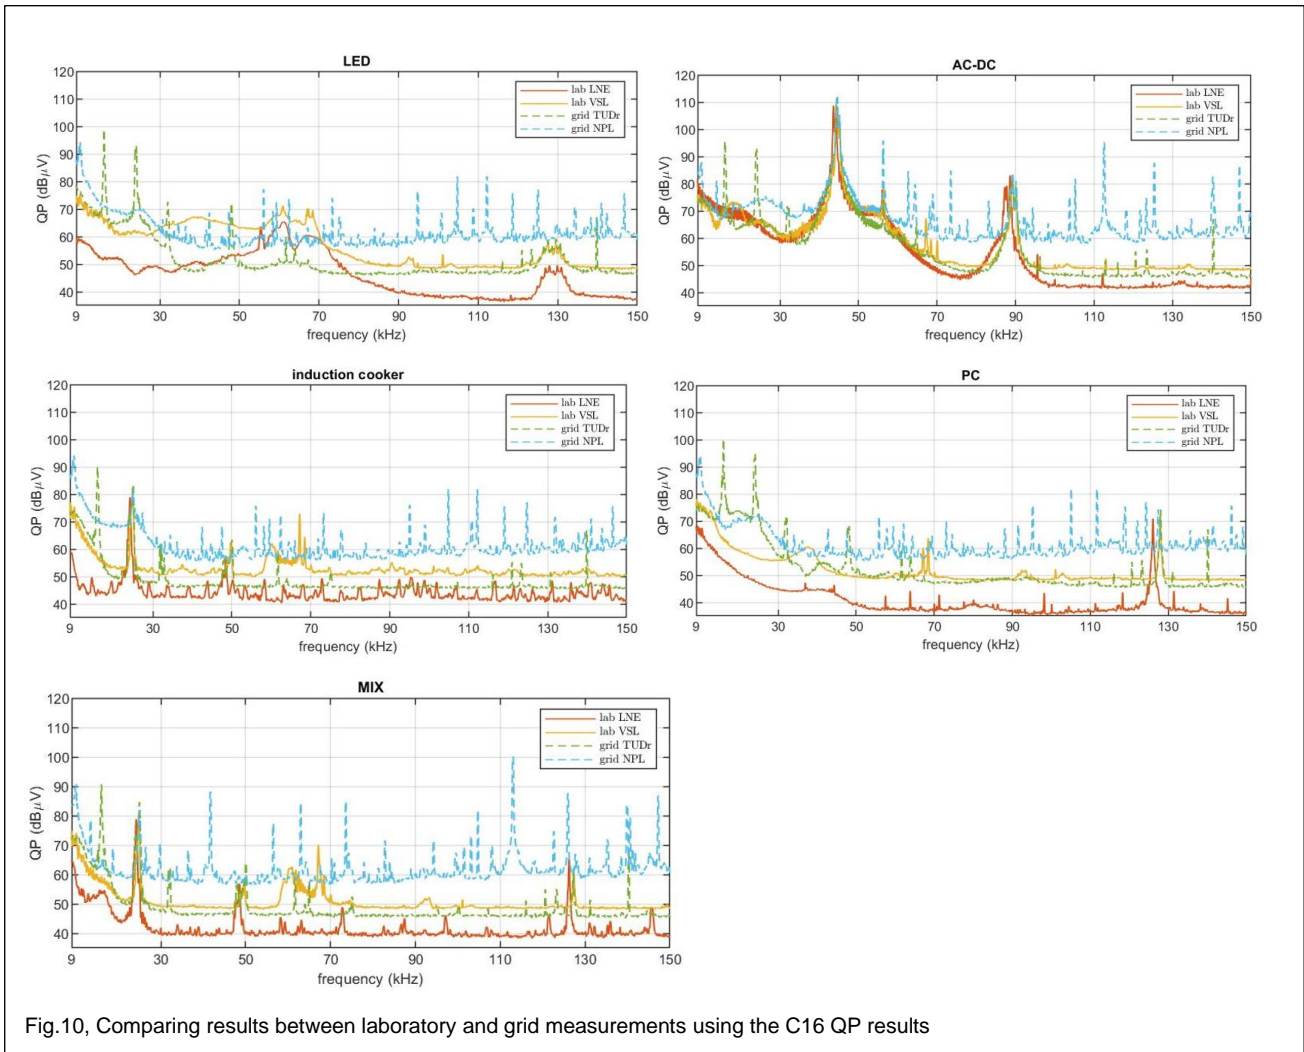 LED
120
110
100
90
80
70
60
50
40
QP (dBμV)
9 30 50 70 90 110 130 150
frequency (kHz)
lab LNE
lab VSL
grid TUDr
grid NPL
AC-DC
120
110
100
90
80
70
60
50
40
QP (dBμV)
9 30 50 70 90 110 130 150
frequency (kHz)
lab LNE
lab VSL
grid TUDr
grid NPL
induction cooker
120
110
100
90
80
70
60
50
40
QP (dBμV)
9 30 50 70 90 110 130 150
frequency (kHz)
lab LNE
lab VSL
grid TUDr
grid NPL
PC
120
110
100
90
80
70
60
50
40
QP (dBμV)
9 30 50 70 90 110 130 150
frequency (kHz)
lab LNE
lab VSL
grid TUDr
grid NPL
MIX
120
110
100
90
80
70
60
50
40
QP (dBμV)
9 30 50 70 90 110 130 150
frequency (kHz)
lab LNE
lab VSL
grid TUDr
grid NPL
Fig.10, Comparing results between laboratory and grid measurements using the C16 QP results